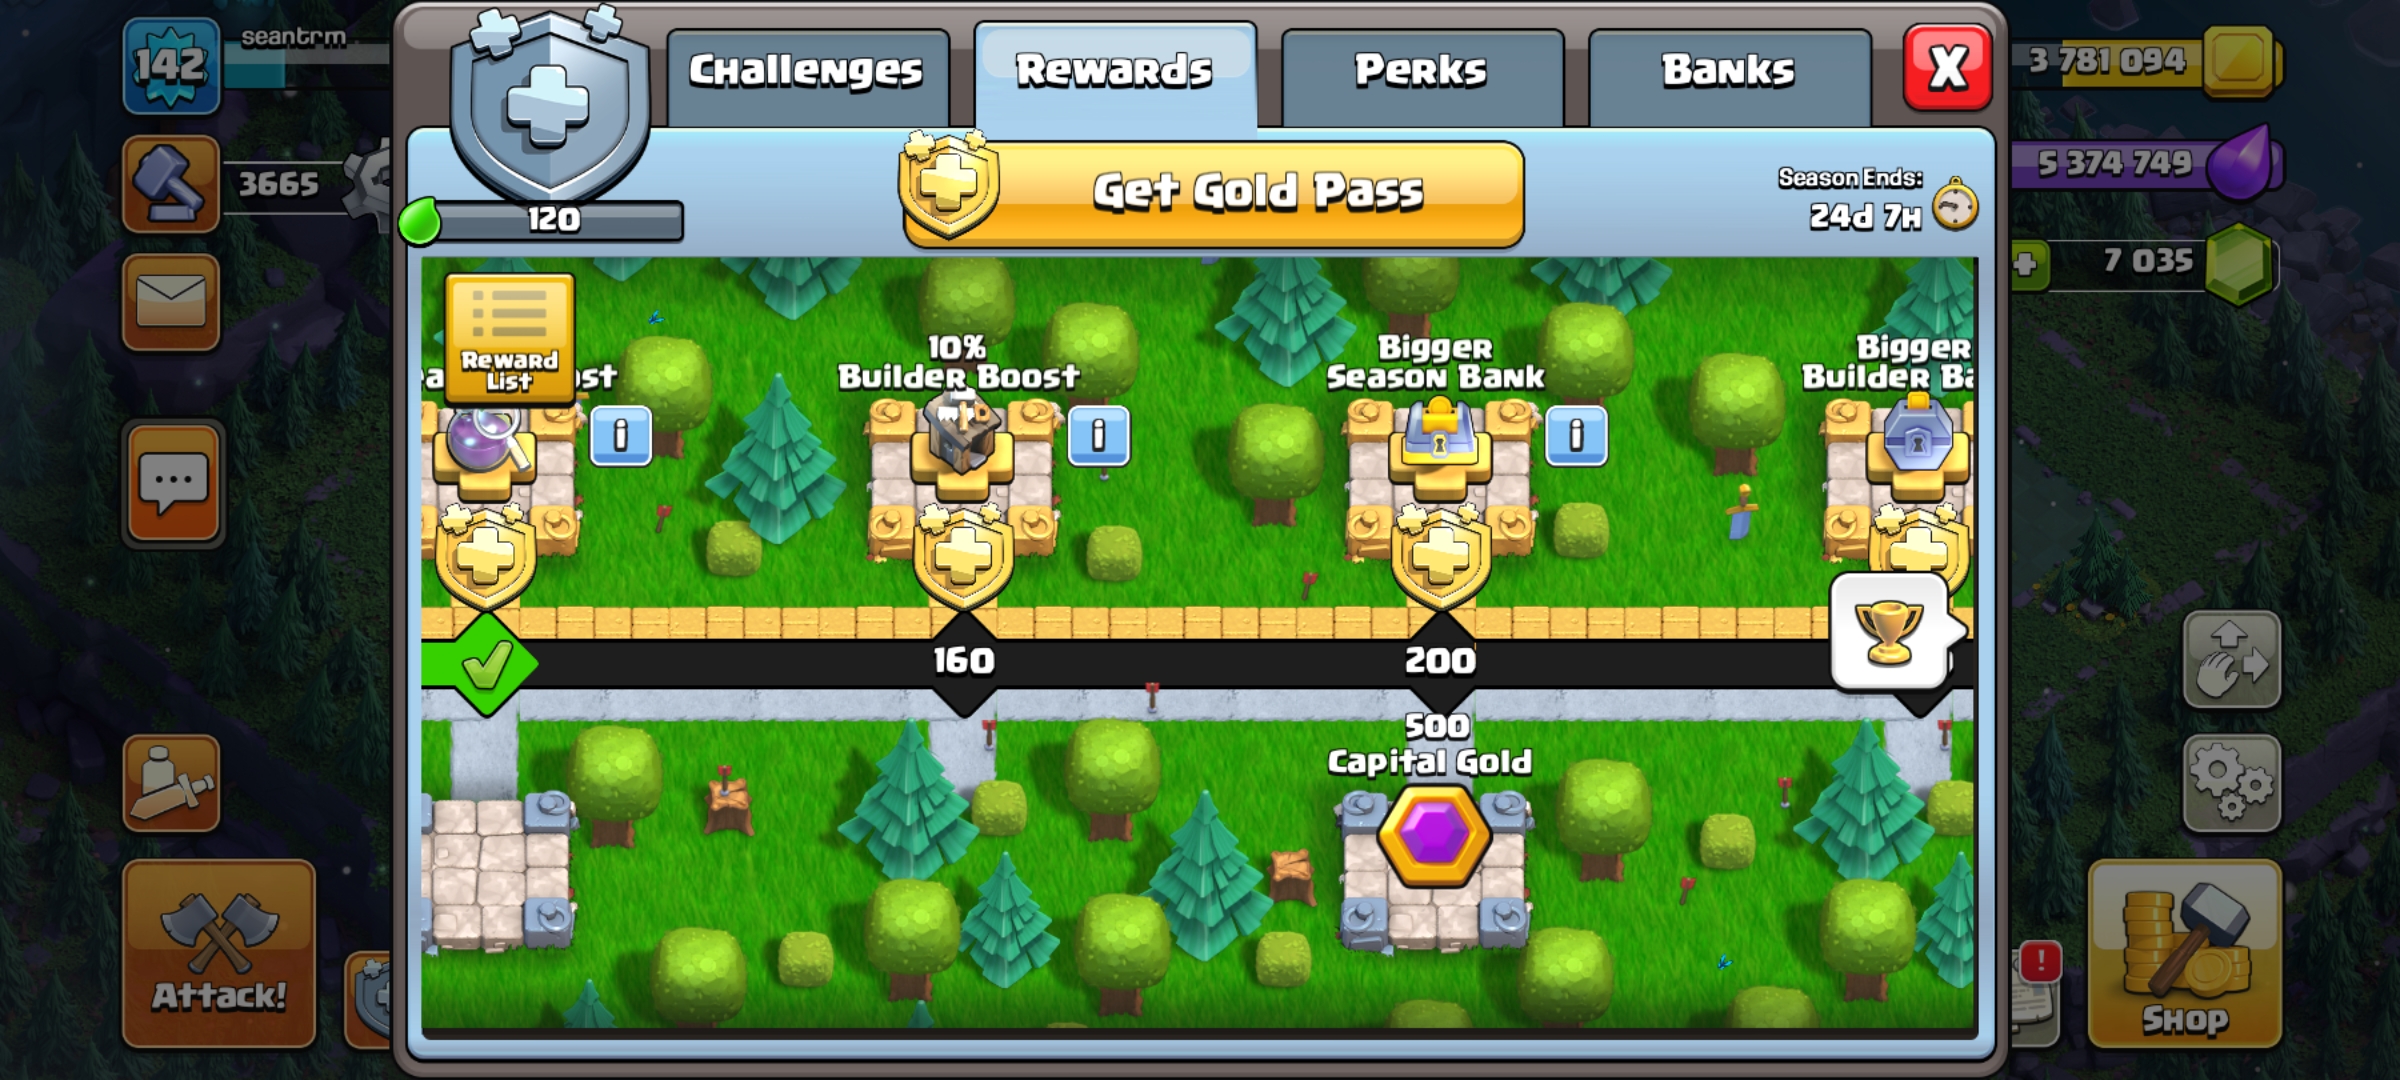 142
seantrm
Challenges
Rewards
Perks
Banks
X
3 781 094
3665
5 374 749
120
Get Gold Pass
Season Ends:
24d 7h
7 035
Reward
List
10%
Builder Boost
Bigger
Season Bank
Bigger
Builder Ba
160
200
500
Capital Gold
Attack!
!
Shop